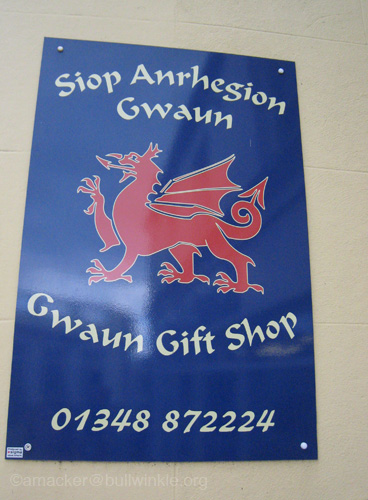 Siop Anrhegion
Gwaun
Gwaun Gift Shop
01348 872224
©amacker@bullwinkle.org